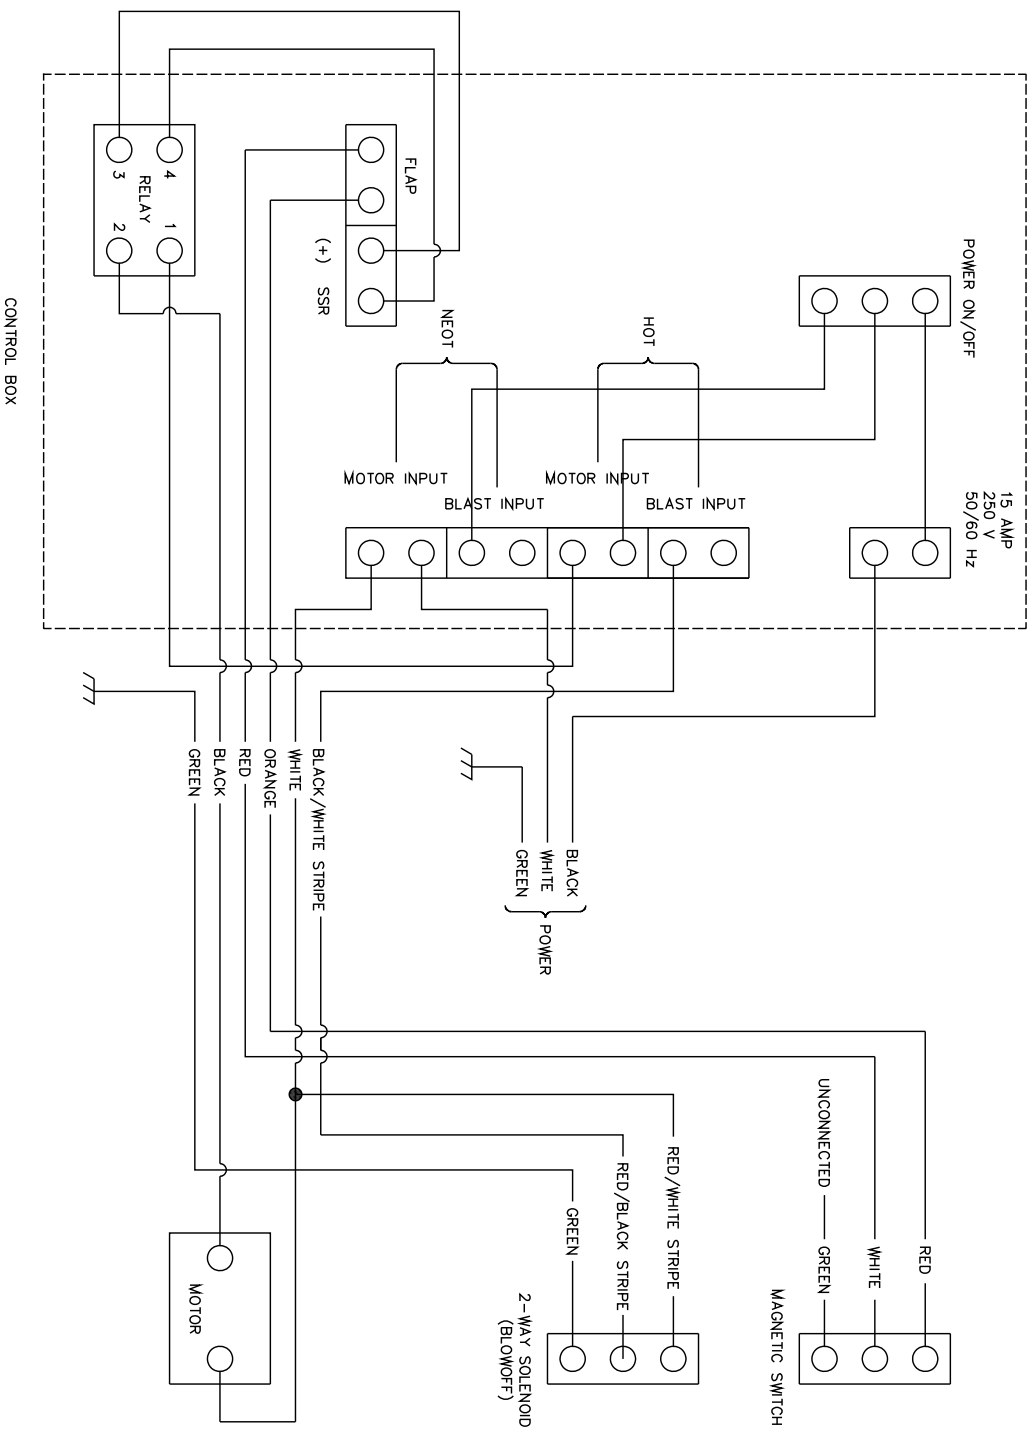 CONTROL BOX
3
4
RELAY
2
1
FLAP
(+) SSR
NEOT
HOT
POWER ON/OFF
MOTOR INPUT
MOTOR INPUT
BLAST INPUT
BLAST INPUT
15 AMP
250 V
50/60 Hz
GREEN
BLACK
RED
ORANGE
WHITE
BLACK/WHITE STRIPE
GREEN
WHITE
BLACK
POWER
UNCONNECTED
GREEN
WHITE
RED
MAGNETIC SWITCH
RED/WHITE STRIPE
RED/BLACK STRIPE
GREEN
2-WAY SOLENOID
(BLOWOFF)
MOTOR